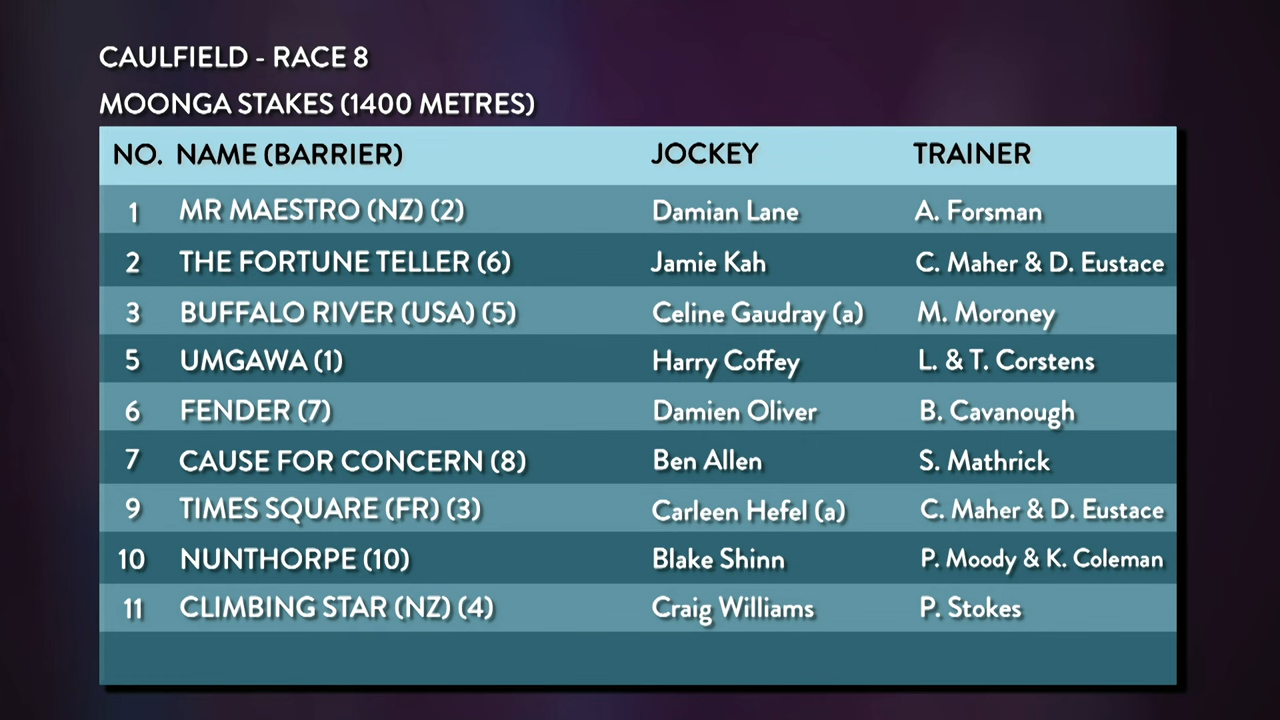 CAULFIELD - RACE 8
MOONGA STAKES (1400 METRES)
NO. NAME (BARRIER) JOCKEY TRAINER
1 MR MAESTRO (NZ) (2) Damian Lane A. Forsman
2 THE FORTUNE TELLER (6) Jamie Kah C. Maher & D. Eustace
3 BUFFALO RIVER (USA) (5) Celine Gaudray (a) M. Moroney
5 UMGAWA (1) Harry Coffey L. & T. Corstens
6 FENDER (7) Damien Oliver B. Cavanough
7 CAUSE FOR CONCERN (8) Ben Allen S. Mathrick
9 TIMES SQUARE (FR) (3) Carleen Hefel (a) C. Maher & D. Eustace
10 NUNTHORPE (10) Blake Shinn P. Moody & K. Coleman
11 CLIMBING STAR (NZ) (4) Craig Williams P. Stokes